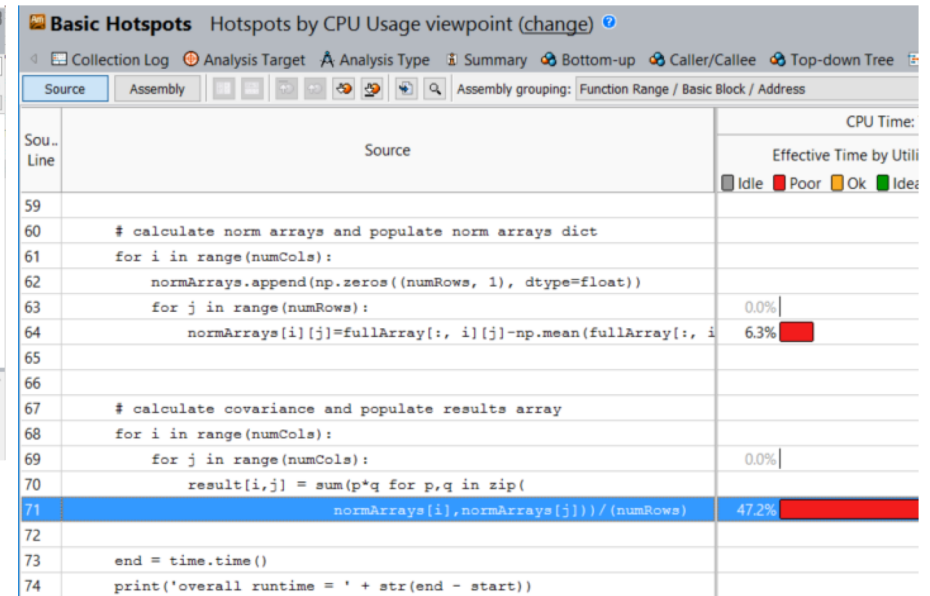 Basic Hotspots Hotspots by CPU Usage viewpoint (change)
Collection Log Analysis Target Analysis Type Summary Bottom-up Caller/Callee Top-down Tree
Source Assembly Assembly grouping: Function Range / Basic Block / Address
Sou.. Line Source CPU Time:
Effective Time by Utili
Idle Poor Ok Idea
59
60 # calculate norm arrays and populate norm arrays dict
61 for i in range(numCols):
62 normArrays.append(np.zeros((numRows, 1), dtype=float))
63 for j in range(numRows): 0.0%
64 normArrays[i][j]=fullArray[:, i][j]-np.mean(fullArray[:, i 6.3%
65
66
67 # calculate covariance and populate results array
68 for i in range(numCols):
69 for j in range(numCols): 0.0%
70 result[i,j] = sum(p*q for p,q in zip(
71 normArrays[i],normArrays[j]))/(numRows) 47.2%
72
73 end = time.time()
74 print('overall runtime = ' + str(end - start))